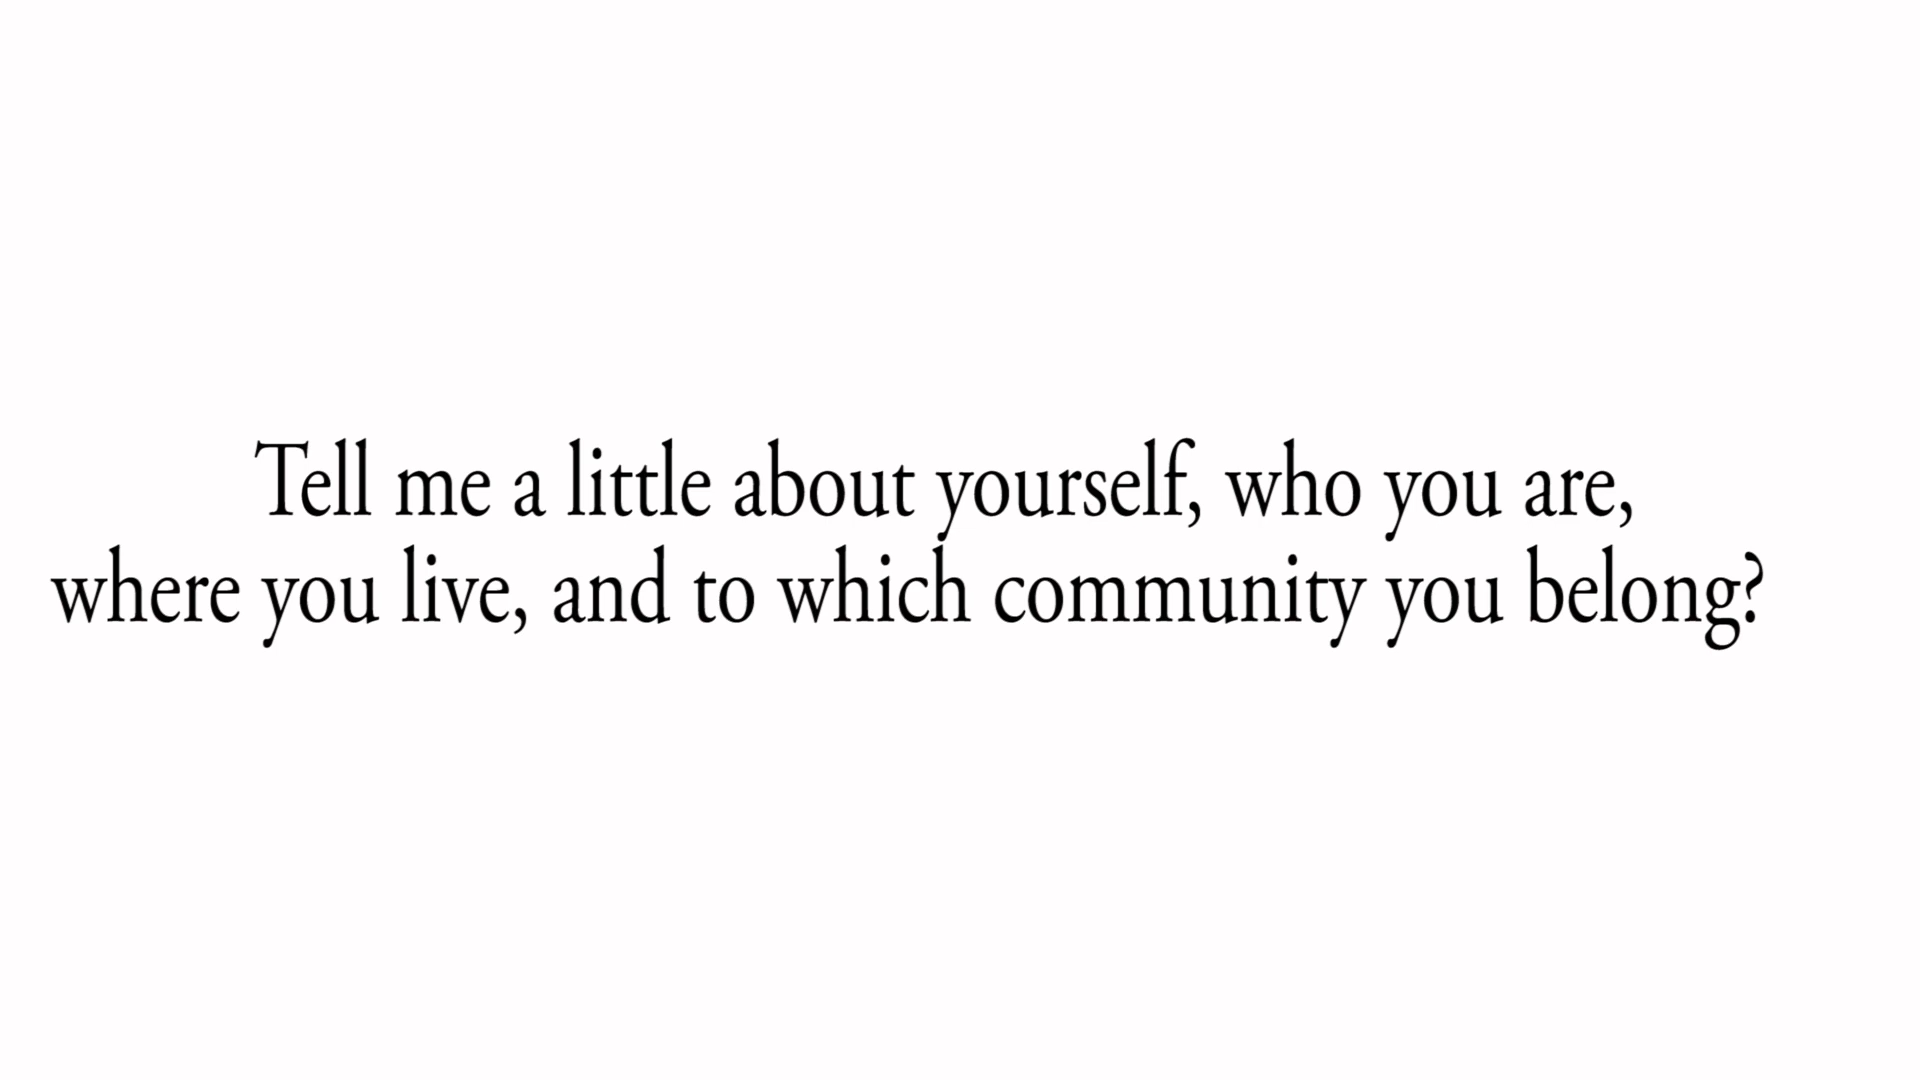 Tell me a little about yourself, who you are,
where you live, and to which community you belong?